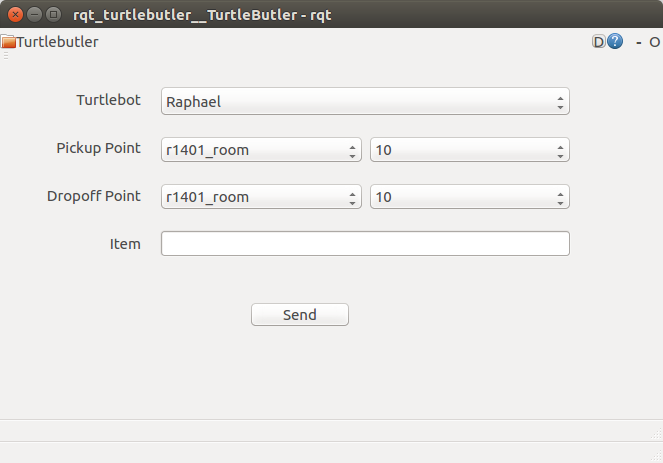 rqt_turtlebutler__TurtleButler - rqt
Turtlebutler D ? - O
Turtlebot Raphael
Pickup Point r1401_room 10
Dropoff Point r1401_room 10
Item
Send